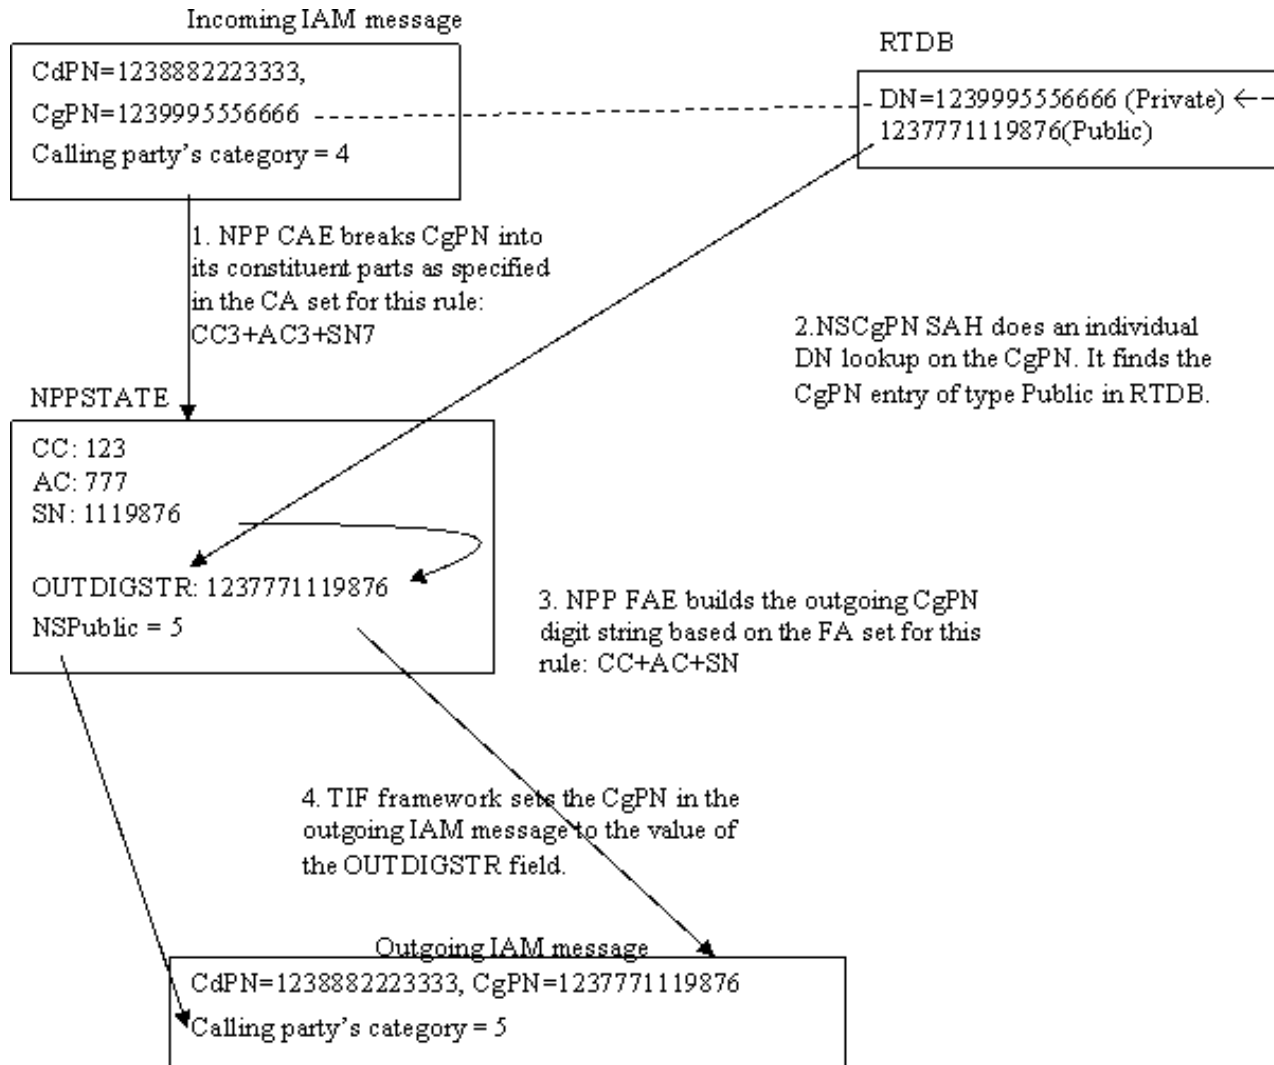 Incoming IAM message
CdPN=1238882223333,
CgPN=1239995556666
Calling party’s category = 4
RTDB
DN=1239995556666 (Private)
1237771119876(Public)
1. NPP CAE breaks CgPN into
its constituent parts as specified
in the CA set for this rule:
CC3+AC3+SN7
2.NSCgPN SAH does an individual
DN lookup on the CgPN. It finds the
CgPN entry of type Public in RTDB.
NPPSTATE
CC: 123
AC: 777
SN: 1119876
OUTDIGSTR: 1237771119876
NSPublic = 5
3. NPP FAE builds the outgoing CgPN
digit string based on the FA set for this
rule: CC+AC+SN
4. TIF framework sets the CgPN in the
outgoing IAM message to the value of
the OUTDIGSTR field.
Outgoing IAM message
CdPN=1238882223333, CgPN=1237771119876
Calling party’s category = 5